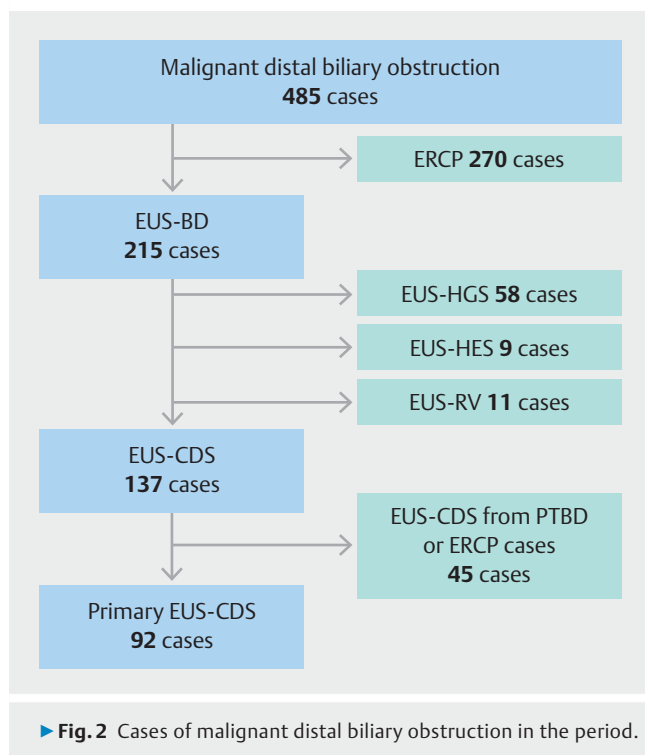 Malignant distal biliary obstruction
485 cases
ERCP 270 cases
EUS-BD
215 cases
EUS-HGS 58 cases
EUS-HES 9 cases
EUS-RV 11 cases
EUS-CDS
137 cases
EUS-CDS from PTBD
or ERCP cases
45 cases
Primary EUS-CDS
92 cases
▶ Fig. 2 Cases of malignant distal biliary obstruction in the period.